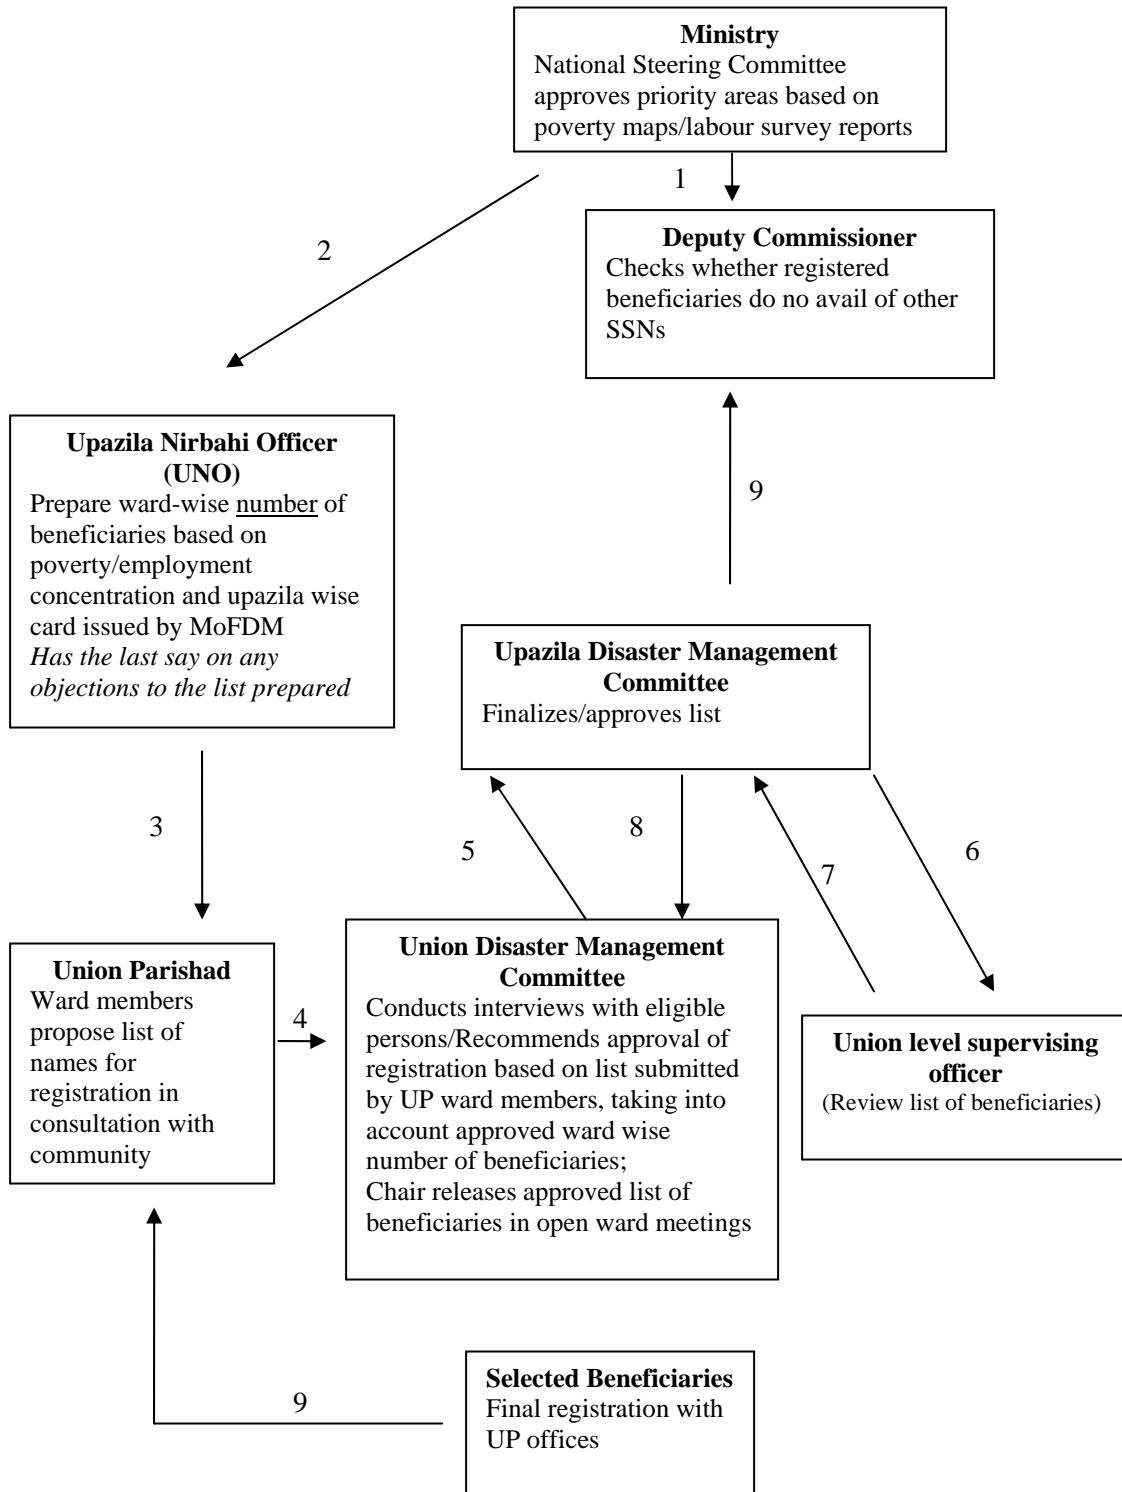 Ministry
National Steering Committee
approves priority areas based on
poverty maps/labour survey reports
1
2
Deputy Commissioner
Checks whether registered
beneficiaries do no avail of other
SSNs
Upazila Nirbahi Officer
(UNO)
Prepare ward-wise number of
beneficiaries based on
poverty/employment
concentration and upazila wise
card issued by MoFDM
Has the last say on any
objections to the list prepared
9
Upazila Disaster Management
Committee
Finalizes/approves list
3
5
8
7
6
Union Parishad
Ward members
propose list of
names for
registration in
consultation with
community
4
Union Disaster Management
Committee
Conducts interviews with eligible
persons/Recommends approval of
registration based on list submitted
by UP ward members, taking into
account approved ward wise
number of beneficiaries;
Chair releases approved list of
beneficiaries in open ward meetings
Union level supervising
officer
(Review list of beneficiaries)
9
Selected Beneficiaries
Final registration with
UP offices